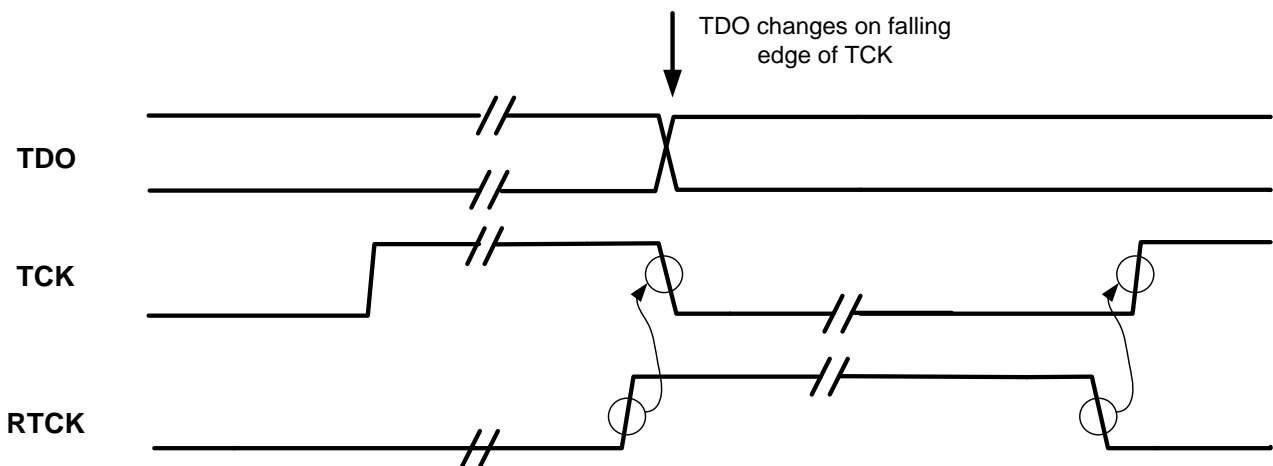 TDO changes on falling
edge of TCK
TDO
TCK
RTCK